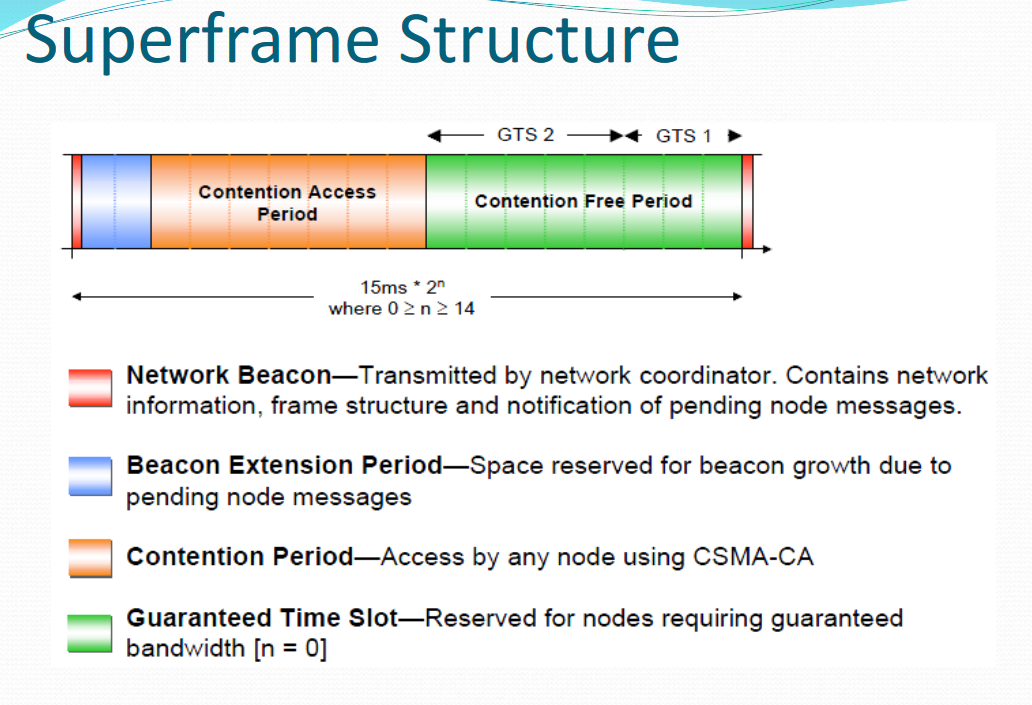 Superframe Structure
GTS 2
GTS 1
Contention Access
Period
Contention Free Period
15ms * 2ⁿ
where 0 ≥ n ≥ 14
Network Beacon—Transmitted by network coordinator. Contains network
information, frame structure and notification of pending node messages.
Beacon Extension Period—Space reserved for beacon growth due to
pending node messages
Contention Period—Access by any node using CSMA-CA
Guaranteed Time Slot—Reserved for nodes requiring guaranteed
bandwidth [n = 0]